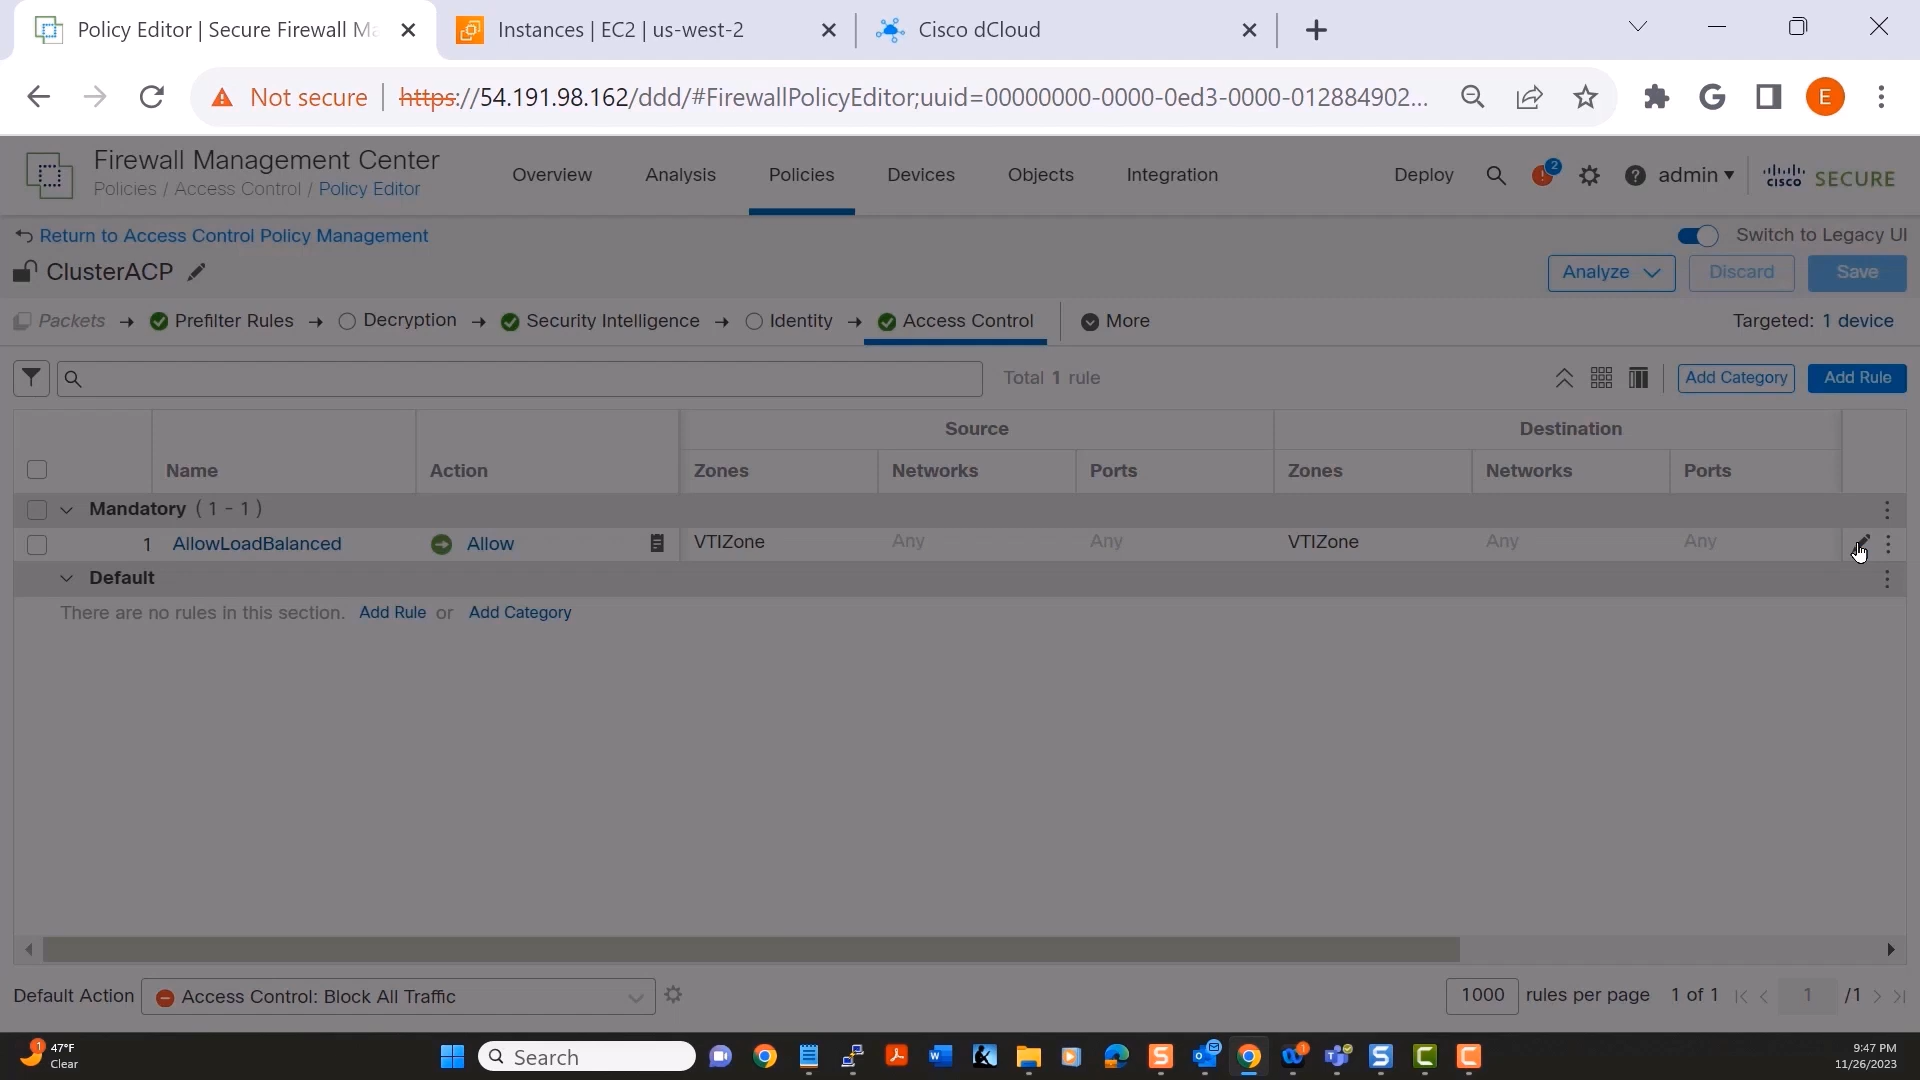 Policy Editor | Secure Firewall Ma
Instances | EC2 | us-west-2
Cisco dCloud
Not secure
https://54.191.98.162/ddd/#FirewallPolicyEditor;uuid=00000000-0000-0ed3-0000-012884902...
E
Firewall Management Center
Policies / Access Control / Policy Editor
Overview
Analysis
Policies
Devices
Objects
Integration
Deploy
2
admin
CISCO SECURE
Return to Access Control Policy Management
Switch to Legacy UI
ClusterACP
Analyze
Discard
Save
Packets
Prefilter Rules
Decryption
Security Intelligence
Identity
Access Control
More
Targeted: 1 device
Total 1 rule
Add Category
Add Rule
Source
Destination
Name
Action
Zones
Networks
Ports
Zones
Networks
Ports
Mandatory ( 1 - 1 )
1
AllowLoadBalanced
Allow
VTIZone
Any
Any
VTIZone
Any
Any
Default
There are no rules in this section. Add Rule or Add Category
Default Action
Access Control: Block All Traffic
1000
rules per page
1 of 1
1
/1
1
47°F
Clear
Search
9:47 PM
11/26/2023